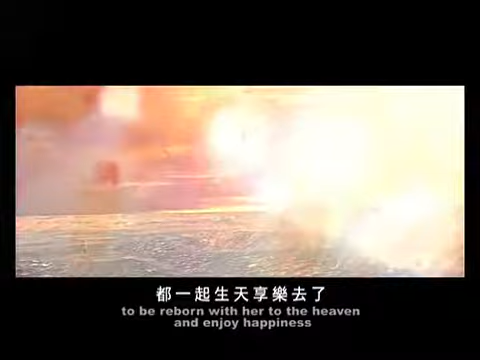 都一起生天享樂去了
to be reborn with her to the heaven
and enjoy happiness